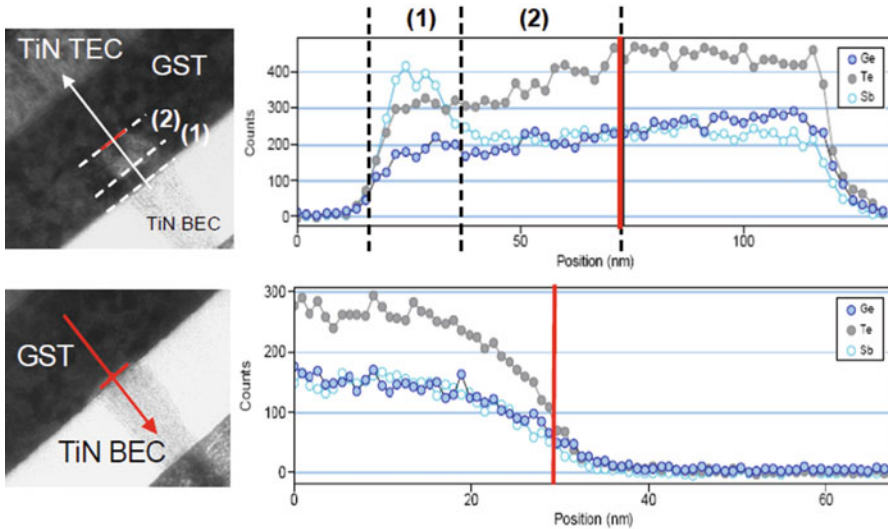 TiN TEC
GST
(2)
(1)
TiN BEC
(1)
(2)
400
300
200
100
0
Counts
0
50
100
Position (nm)
Ge
Te
Sb
GST
TiN BEC
300
200
100
0
Counts
0
20
40
60
Position (nm)
Ge
Te
Sb